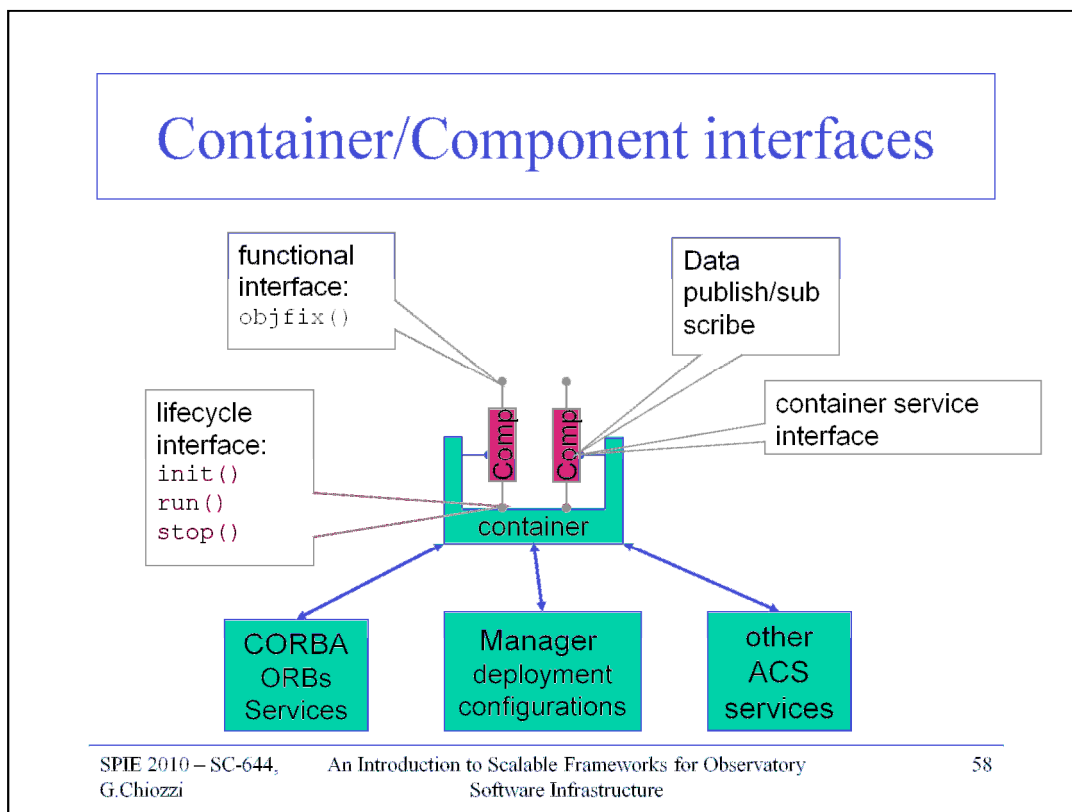 Container/Component interfaces
functional
interface:
objfix()
Data
publish/sub
scribe
lifecycle
interface:
init()
run()
stop()
container service
interface
Comp
Comp
container
CORBA
ORBs
Services
Manager
deployment
configurations
other
ACS
services
SPIE 2010 – SC-644,
G.Chiozzi
An Introduction to Scalable Frameworks for Observatory
Software Infrastructure
58